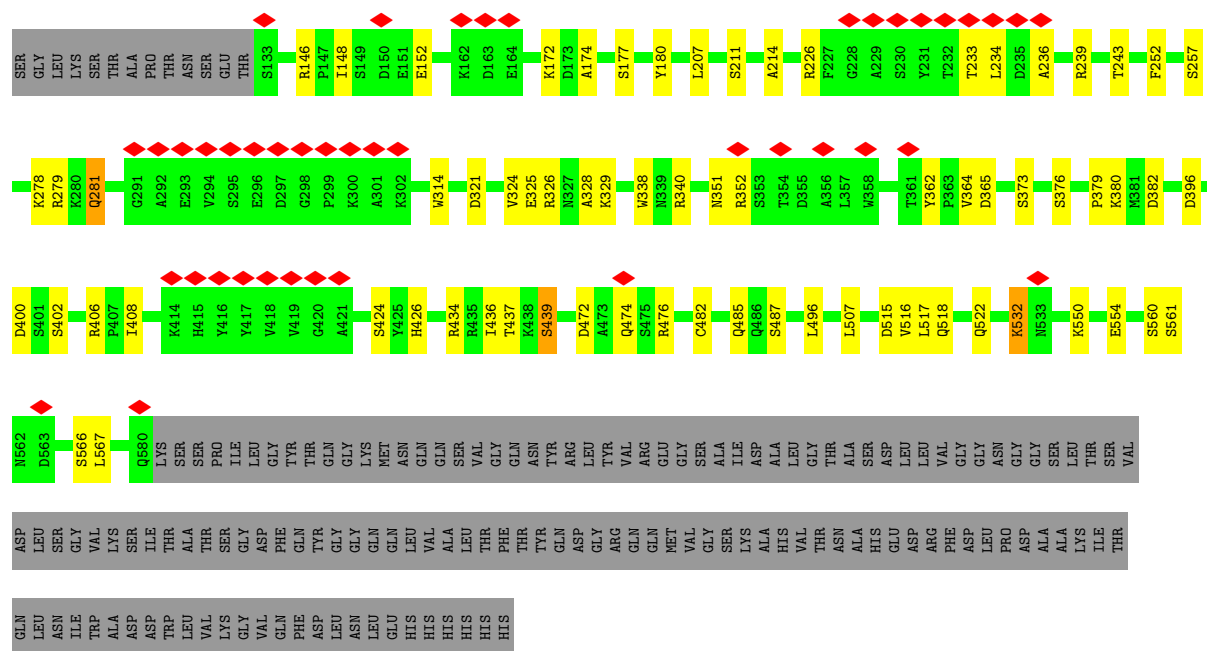 SER GLY LEU LYS SER THR ALA PRO THR ASN SER GLU THR S133 R146 P147 I148 S149 D150 E151 E152 K162 D163 E164 K172 D173 A174 S177 Y180 L207 S211 A214 R226 F227 G228 A229 S230 Y231 T232 T233 L234 D235 A236 R239 T243 F252 S257
K278 R279 K280 Q281 G291 A292 E293 V294 S295 E296 D297 G298 P299 K300 A301 K302 W314 D321 V324 E325 R326 N327 A328 K329 W338 N339 R340 N351 R352 S353 T354 D355 A356 L357 W358 T361 Y362 P363 V364 D365 S373 S376 P379 K380 M381 D382 D396
D400 S401 S402 R406 P407 I408 K414 H415 Y416 Y417 V418 V419 G420 A421 S424 Y425 H426 R434 R435 I436 T437 K438 S439 D472 A473 Q474 S475 R476 C482 Q485 Q486 S487 L496 L507 D515 V516 L517 Q518 Q522 K532 N533 K550 E554 S560 S561
N562 D563 S566 L567 Q580 LYS SER SER PRO ILE LEU GLY TYR THR GLN GLY LYS MET ASN GLN GLN SER VAL GLY GLN ASN TYR ARG LEU TYR VAL ARG GLU GLY SER ALA ILE ASP ALA LEU GLY THR ALA SER ASP LEU LEU VAL GLY GLY ASN GLY GLY SER LEU THR SER VAL
ASP LEU SER GLY VAL LYS SER ILE THR ALA THR SER GLY ASP PHE GLN TYR GLY GLY GLN GLN LEU VAL ALA LEU THR PHE THR TYR GLN ASP GLY ARG GLN GLN MET VAL GLY SER LYS ALA HIS VAL THR ASN ALA HIS GLU ASP ARG PHE ASP LEU PRO ASP ALA ALA LYS ILE THR
GLN LEU ASN ILE TRP ALA ASP ASP TRP LEU VAL LYS GLY VAL GLN PHE ASP LEU ASN LEU GLU HIS HIS HIS HIS HIS HIS